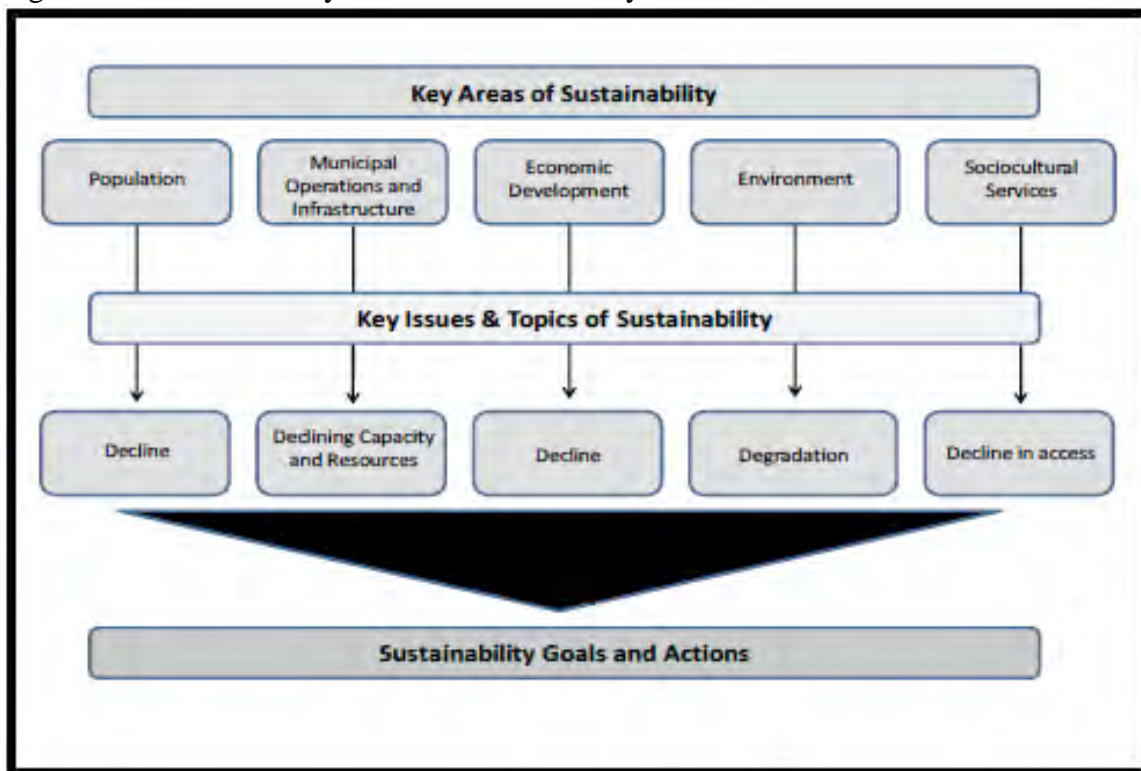 Key Areas of Sustainability
Population
Municipal
Operations and
Infrastructure
Economic
Development
Environment
Sociocultural
Services
Key Issues & Topics of Sustainability
Decline
Declining Capacity
and Resources
Decline
Degradation
Decline in access
Sustainability Goals and Actions